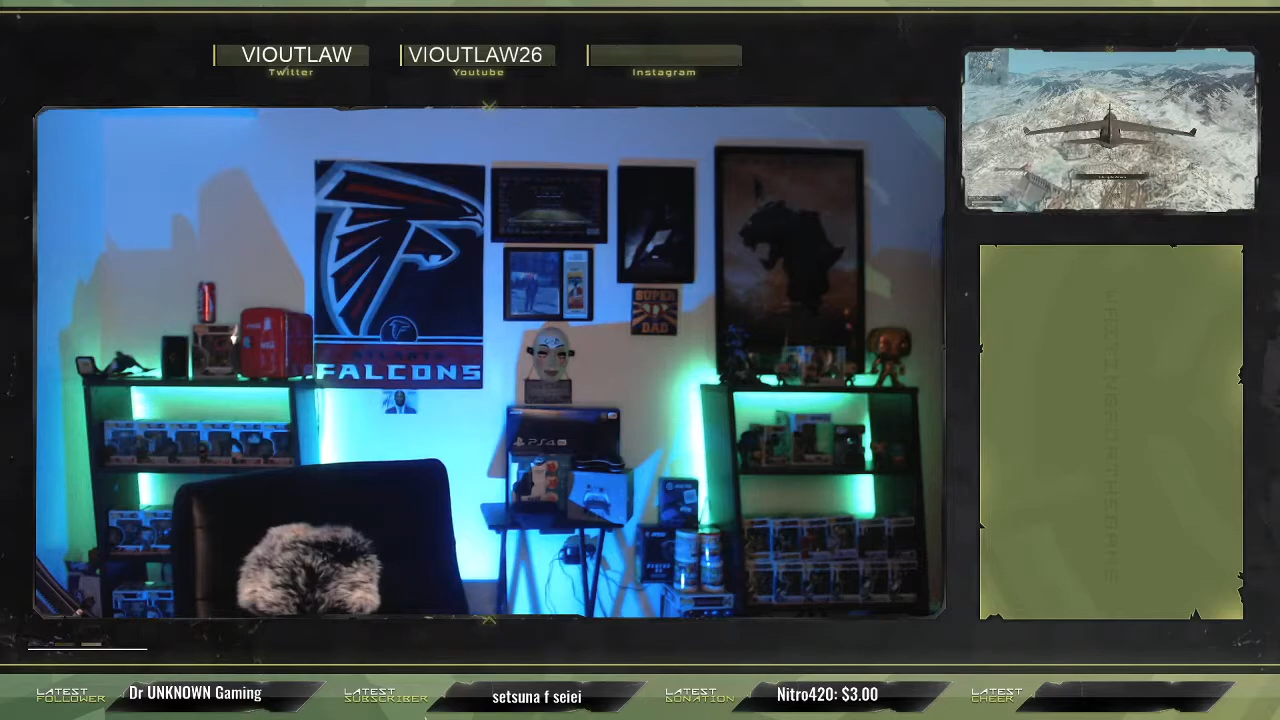 VIOUTLAW
Twitter
VIOUTLAW26
Youtube
Instagram
ATLANTA
FALCONS
SUPER
DAD
PS4
LATEST
FOLLOWER
Dr UNKNOWN Gaming
LATEST
SUBSCRIBER
setsuna f seiei
LATEST
DONATION
Nitro420: $3.00
LATEST
CHEER